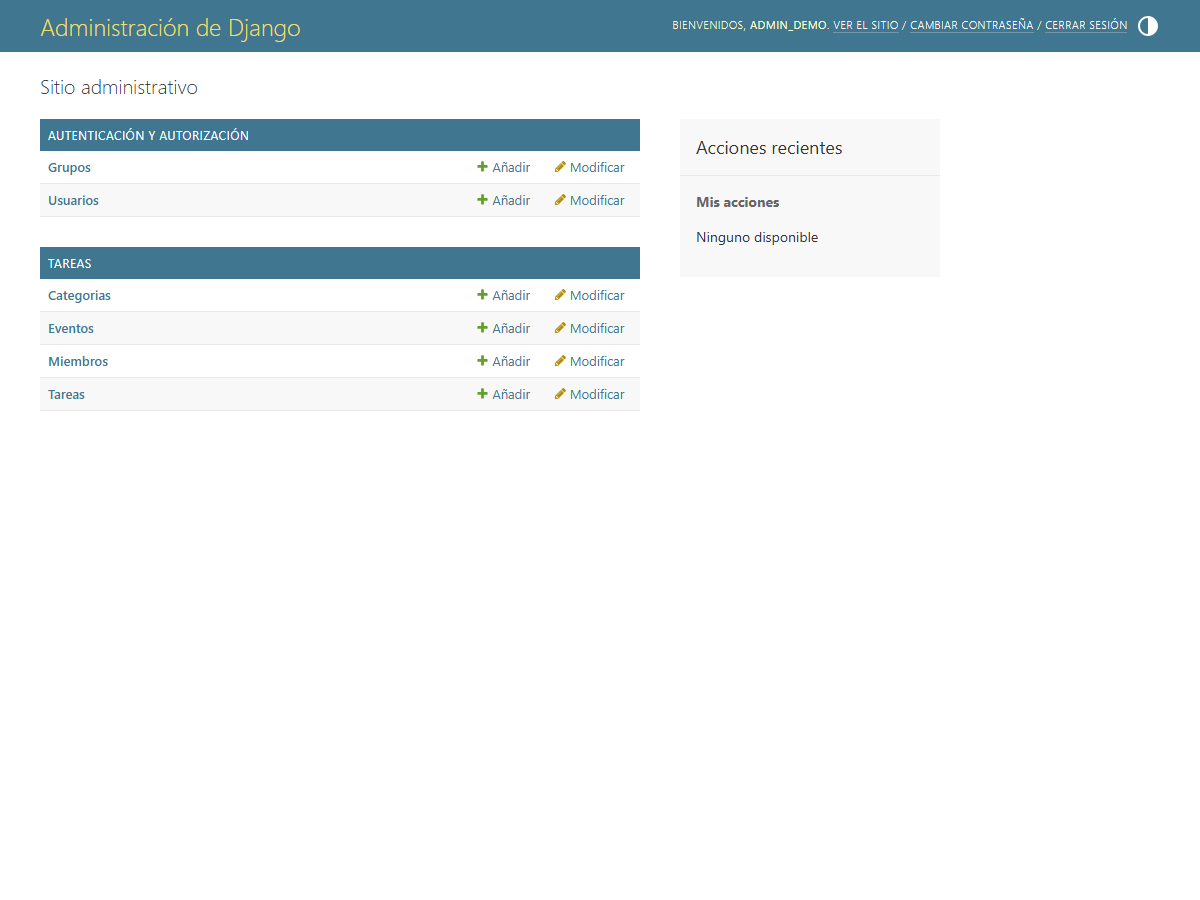 Administración de Django
BIENVENIDOS, ADMIN_DEMO. VER EL SITIO / CAMBIAR CONTRASEÑA / CERRAR SESIÓN
Sitio administrativo
AUTENTICACIÓN Y AUTORIZACIÓN
Grupos Añadir Modificar
Usuarios Añadir Modificar
TAREAS
Categorias Añadir Modificar
Eventos Añadir Modificar
Miembros Añadir Modificar
Tareas Añadir Modificar
Acciones recientes
Mis acciones
Ninguno disponible